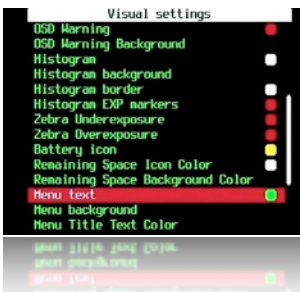 Visual settings
OSD Warning
OSD Warning Background
Histogram
Histogram background
Histogram border
Histogram EXP markers
Zebra Underexposure
Zebra Overexposure
Battery icon
Remaining Space Icon Color
Remaining Space Background Color
Menu text
Menu background
Menu Title Text Color